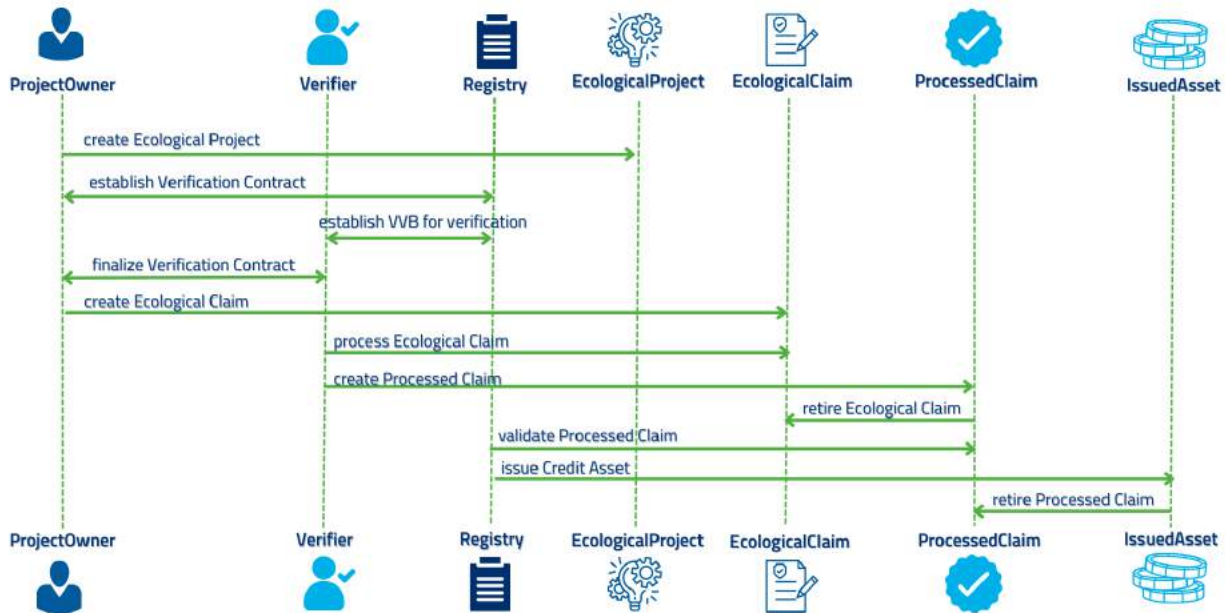 ProjectOwner
Verifier
Registry
EcologicalProject
EcologicalClaim
ProcessedClaim
IssuedAsset
create Ecological Project
establish Verification Contract
establish VVB for verification
finalize Verification Contract
create Ecological Claim
process Ecological Claim
create Processed Claim
retire Ecological Claim
validate Processed Claim
issue Credit Asset
retire Processed Claim
ProjectOwner
Verifier
Registry
EcologicalProject
EcologicalClaim
ProcessedClaim
IssuedAsset